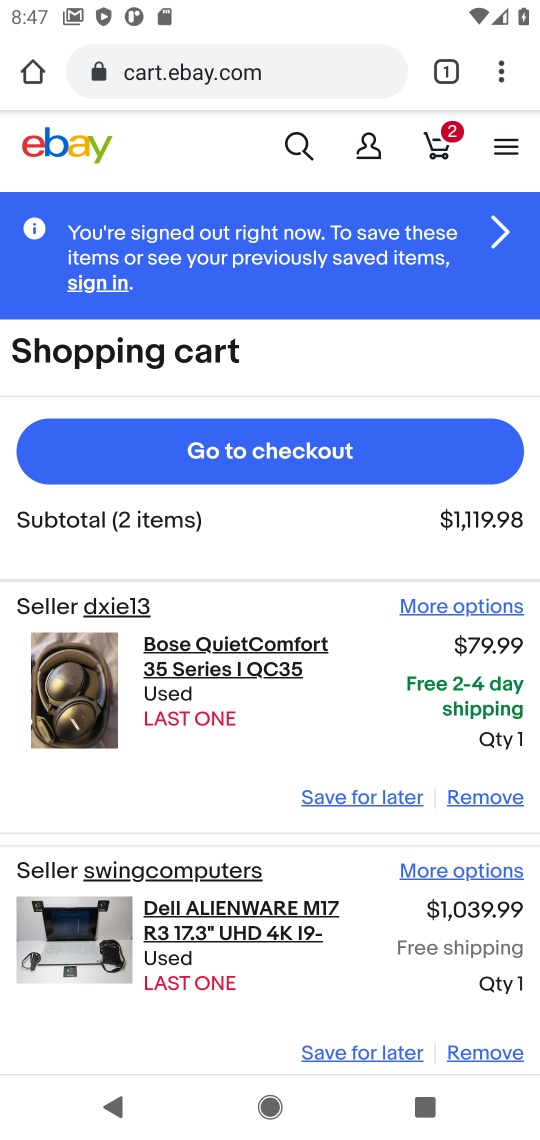 8:47
cart.ebay.com
1
ebay
2
You're signed out right now. To save these
items or see your previously saved items,
sign in.
Shopping cart
Go to checkout
Subtotal (2 items) $1,119.98
Seller dxie13 More options
Bose QuietComfort $79.99
35 Series I QC35
Used Free 2-4 day
LAST ONE shipping
Qty 1
Save for later Remove
Seller swingcomputers More options
Dell ALIENWARE M17 $1,039.99
R3 17.3" UHD 4K I9-
Used Free shipping
LAST ONE Qty 1
Save for later Remove